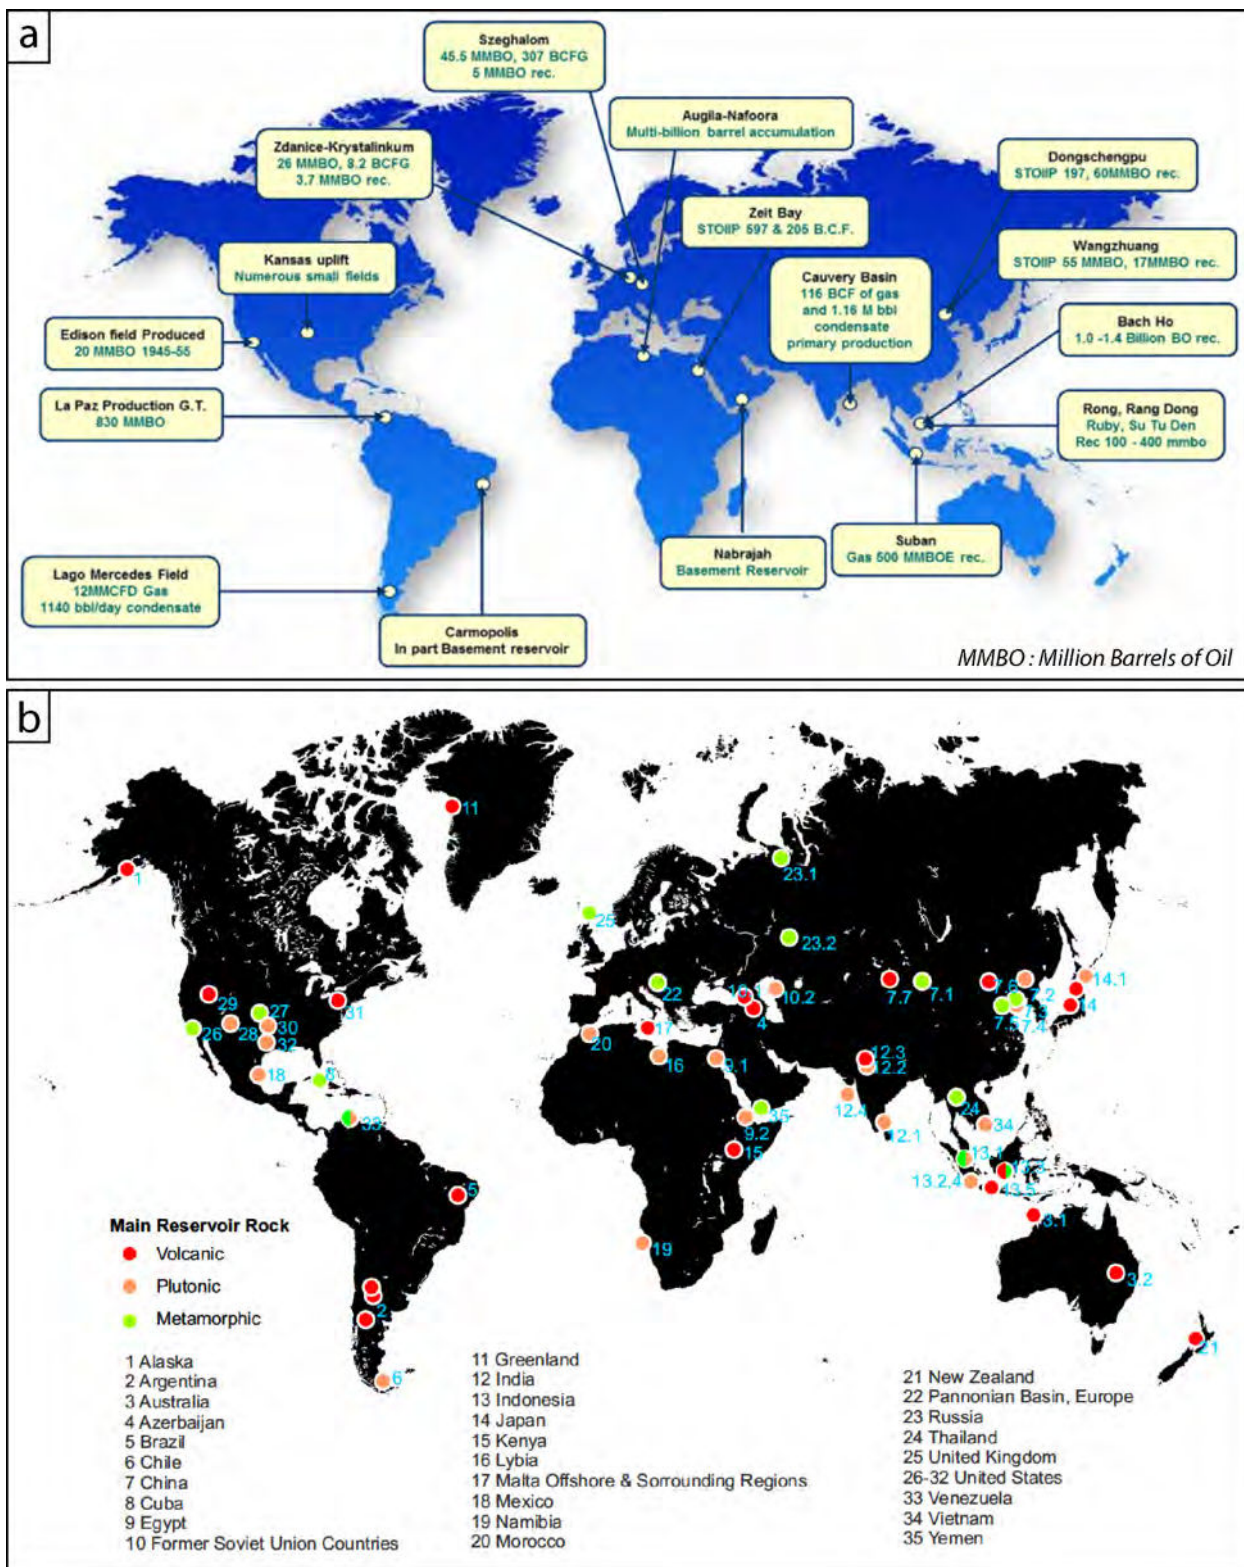 a
Szeghalom
45.5 MMBO, 307 BCFG
5 MMBO rec.
Augila-Nafoora
Multi-billion barrel accumulation
Zdanice-Krystalinkum
26 MMBO, 8.2 BCFG
3.7 MMBO rec.
Dongschengpu
STOIIP 197, 60MMBO rec.
Zeit Bay
STOIIP 597 & 205 B.C.F.
Wangzhuang
STOIIP 55 MMBO, 17MMBO rec.
Kansas uplift
Numerous small fields
Cauvery Basin
116 BCF of gas
and 1.16 M bbl
condensate
primary production
Edison field Produced
20 MMBO 1945-55
Bach Ho
1.0 -1.4 Billion BO rec.
La Paz Production G.T.
830 MMBO
Rong, Rang Dong
Ruby, Su Tu Den
Rec 100 - 400 mmbo
Suban
Gas 500 MMBOE rec.
Nabrajah
Basement Reservoir
Lago Mercedes Field
12MMCFD Gas
1140 bbl/day condensate
Carmopolis
In part Basement reservoir
MMBO : Million Barrels of Oil
b
11
1
23.1
25
23.2
22
10.1
10.2
4
7.7
7.1
7.6
7.2
7.3
7.5
7.4
14.1
14
29
27
31
26
28
30
32
17
20
16
9.1
12.3
12.2
18
8
33
12.4
12.1
24
34
35
9.2
15
13.1
13.3
13.2,4
13.5
5
3.1
19
3.2
2
21
6
Main Reservoir Rock
Volcanic
Plutonic
Metamorphic
1 Alaska
2 Argentina
3 Australia
4 Azerbaijan
5 Brazil
6 Chile
7 China
8 Cuba
9 Egypt
10 Former Soviet Union Countries
11 Greenland
12 India
13 Indonesia
14 Japan
15 Kenya
16 Lybia
17 Malta Offshore & Sorrounding Regions
18 Mexico
19 Namibia
20 Morocco
21 New Zealand
22 Pannonian Basin, Europe
23 Russia
24 Thailand
25 United Kingdom
26-32 United States
33 Venezuela
34 Vietnam
35 Yemen